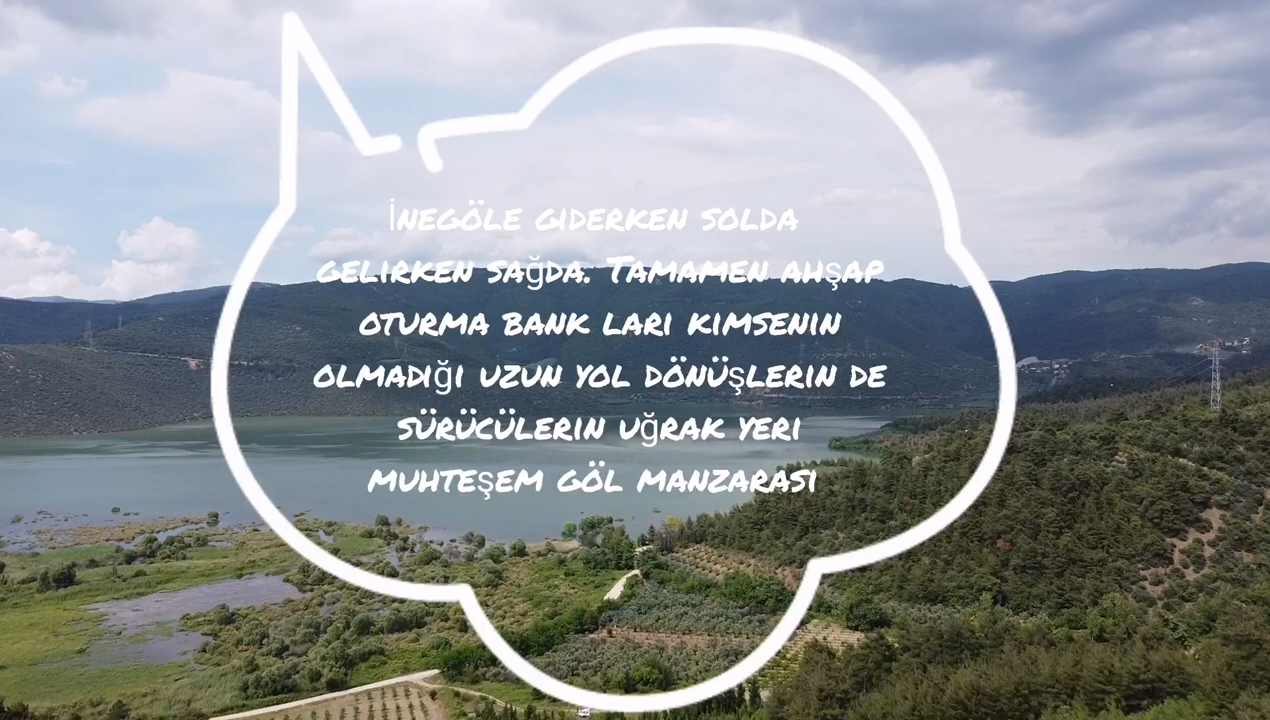 İnegöle giderken solda
gelirken sağda. Tamamen ahşap
oturma bank ları kimsenin
olmadığı uzun yol dönüşlerin de
sürücülerin uğrak yeri
muhteşem göl manzarası